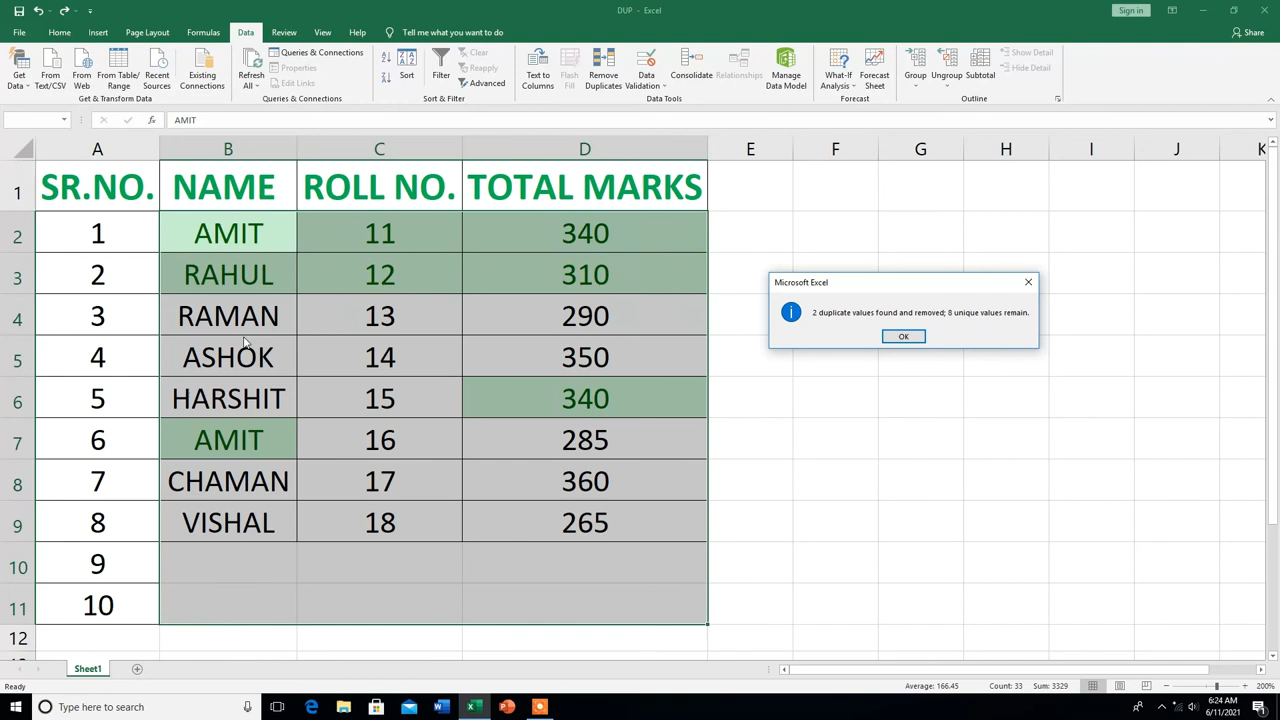 DUP - Excel
Sign in
File Home Insert Page Layout Formulas Data Review View Help Tell me what you want to do Share
Get Data
From Text/CSV
From Web
From Table/Range
Recent Sources
Existing Connections
Get & Transform Data
Refresh All
Queries & Connections
Properties
Edit Links
Queries & Connections
Sort
Filter
Clear
Reapply
Advanced
Sort & Filter
Text to Columns
Flash Fill
Remove Duplicates
Data Validation
Consolidate
Relationships
Manage Data Model
Data Tools
What-If Analysis
Forecast Sheet
Forecast
Group
Ungroup
Subtotal
Show Detail
Hide Detail
Outline
fx AMIT
A B C D E F G H I J K
1 SR.NO. NAME ROLL NO. TOTAL MARKS
2 1 AMIT 11 340
3 2 RAHUL 12 310
4 3 RAMAN 13 290
5 4 ASHOK 14 350
6 5 HARSHIT 15 340
7 6 AMIT 16 285
8 7 CHAMAN 17 360
9 8 VISHAL 18 265
10 9
11 10
12
Microsoft Excel
2 duplicate values found and removed; 8 unique values remain.
OK
Sheet1
Ready
Average: 166.45 Count: 33 Sum: 3329 200%
Type here to search
6:24 AM
6/11/2021